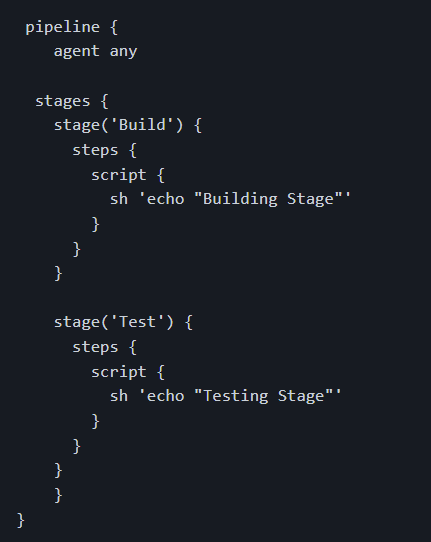 pipeline {
    agent any

  stages {
    stage('Build') {
      steps {
        script {
          sh 'echo "Building Stage"'
        }
      }
    }

    stage('Test') {
      steps {
        script {
          sh 'echo "Testing Stage"'
        }
      }
    }
    }
}